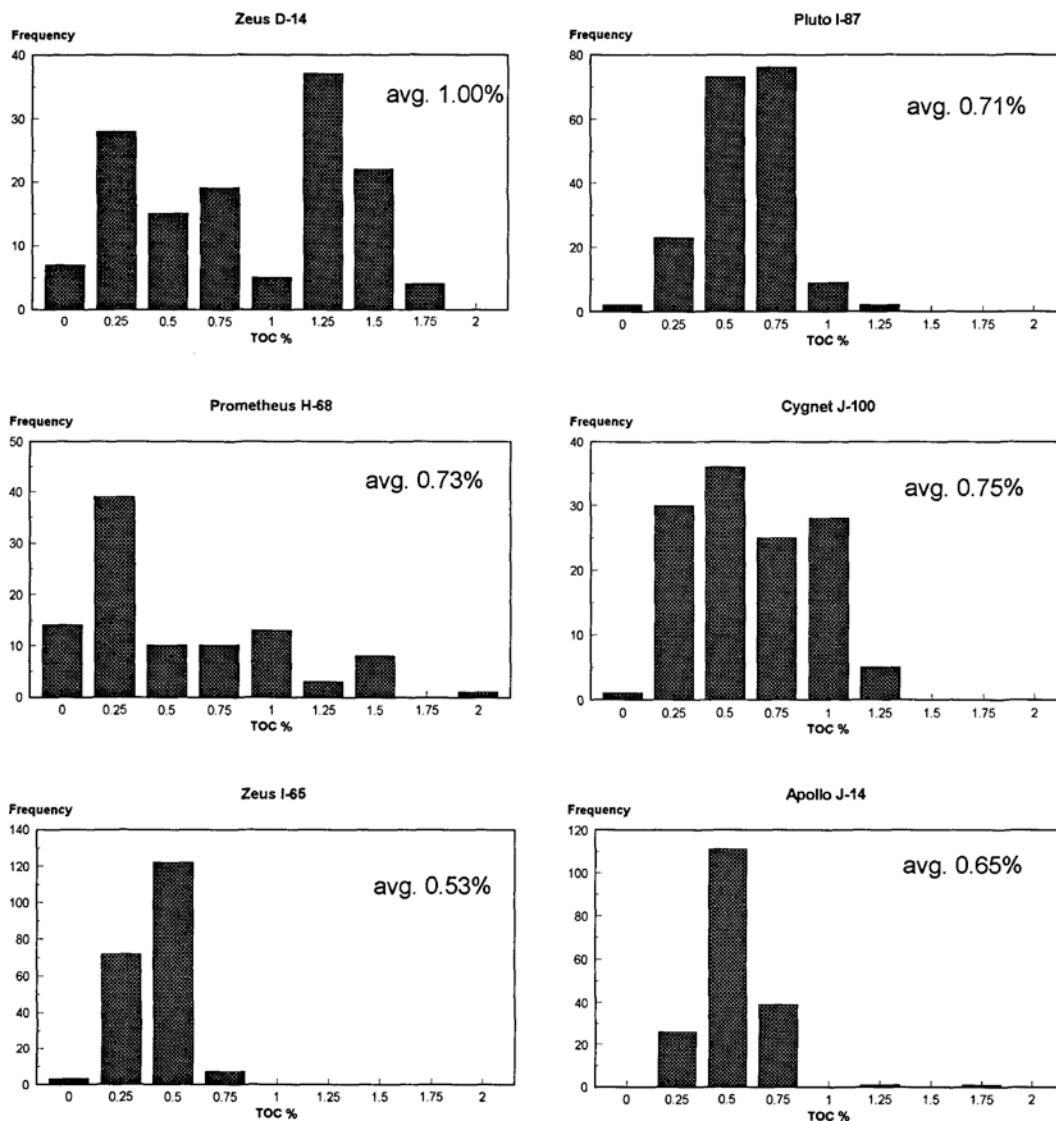 Zeus D-14
Frequency
avg. 1.00%
40
30
20
10
0
0 0.25 0.5 0.75 1 1.25 1.5 1.75 2
TOC %
Pluto I-87
Frequency
avg. 0.71%
80
60
40
20
0
0 0.25 0.5 0.75 1 1.25 1.5 1.75 2
TOC %
Prometheus H-68
Frequency
avg. 0.73%
50
40
30
20
10
0
0 0.25 0.5 0.75 1 1.25 1.5 1.75 2
TOC %
Cygnet J-100
Frequency
avg. 0.75%
40
30
20
10
0
0 0.25 0.5 0.75 1 1.25 1.5 1.75 2
TOC %
Zeus I-65
Frequency
avg. 0.53%
140
120
100
80
60
40
20
0
0 0.25 0.5 0.75 1 1.25 1.5 1.75 2
TOC %
Apollo J-14
Frequency
avg. 0.65%
120
100
80
60
40
20
0
0 0.25 0.5 0.75 1 1.25 1.5 1.75 2
TOC %